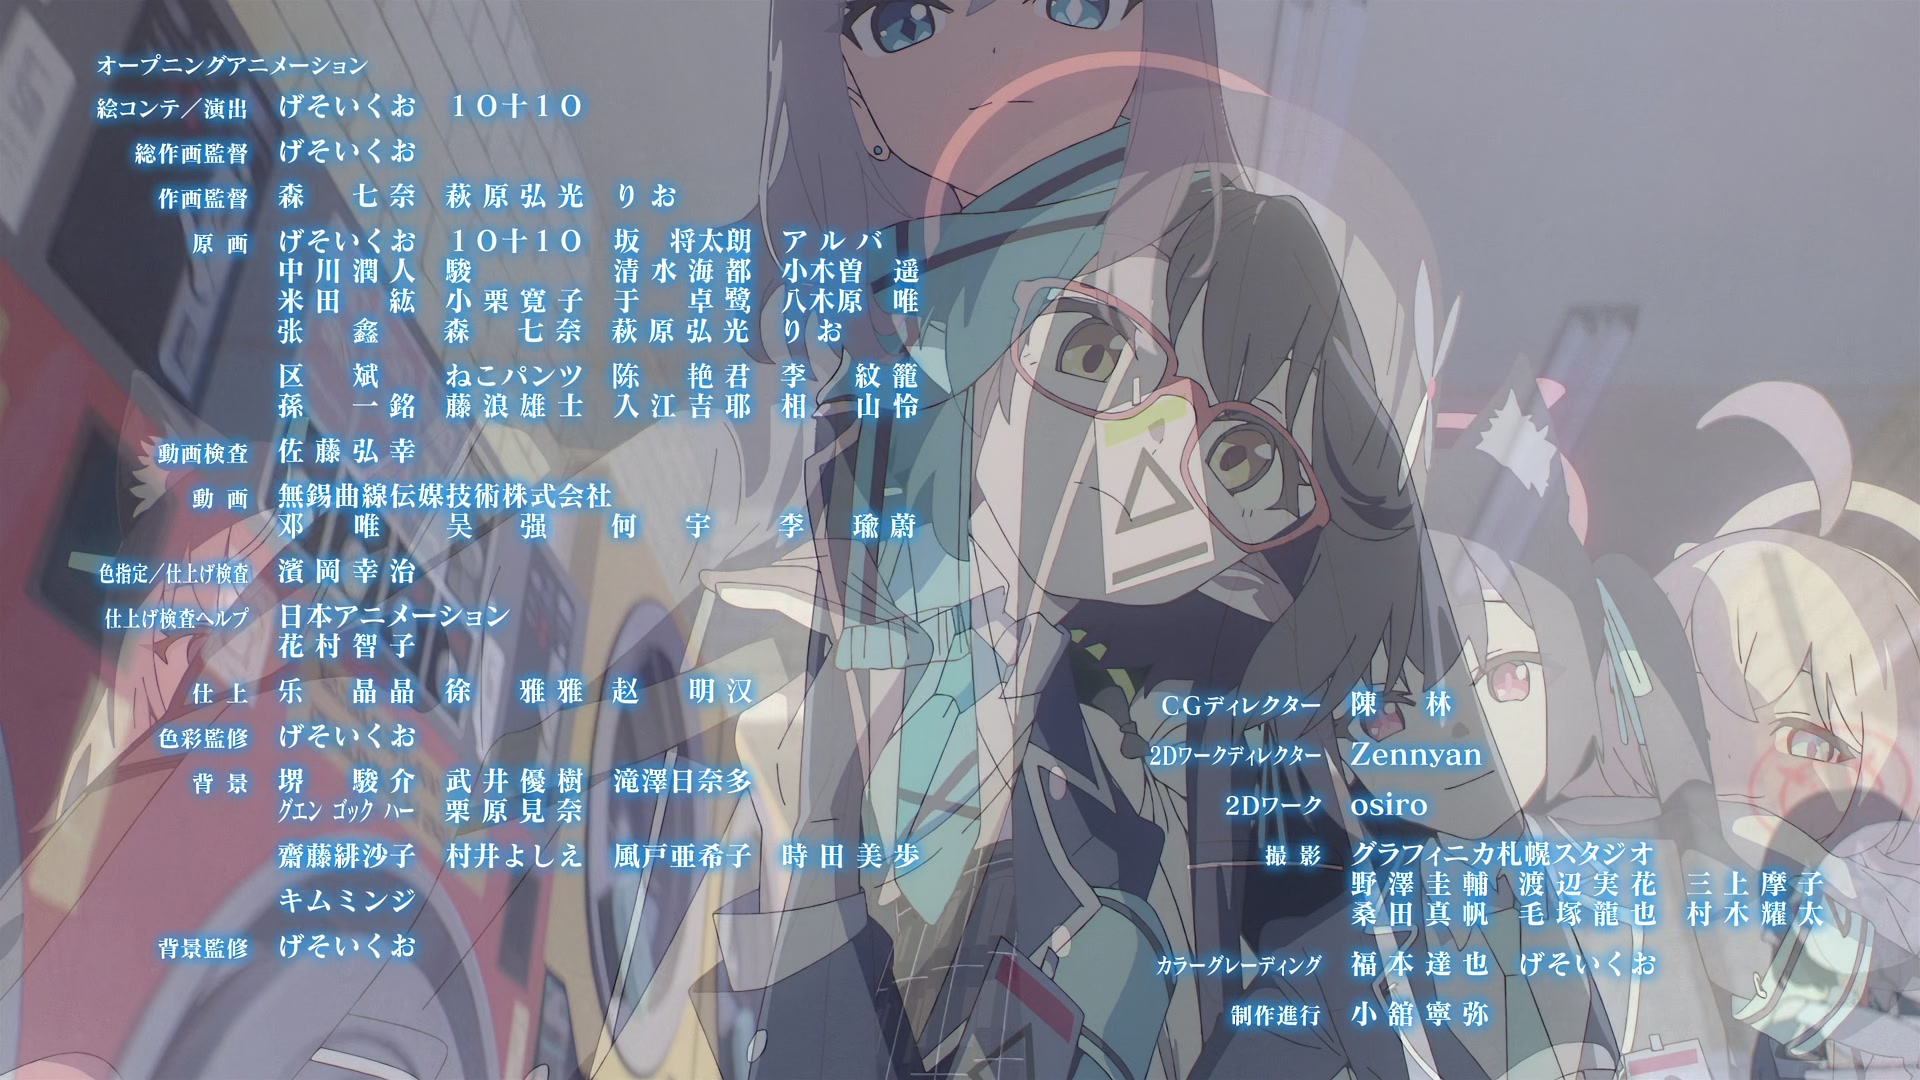 オープニングアニメーション
絵コンテ／演出 げそいくお 10十10
総作画監督 げそいくお
作画監督 森 七奈 萩原弘光 りお
原画 げそいくお 10十10 坂 将太朗 アルバ
中川潤人 駿 清水海都 小木曽 遥
米田 紘 小栗寛子 于 卓鹭 八木原 唯
张 鑫 森 七奈 萩原弘光 りお
区 斌 ねこパンツ 陈 艳君 李 紋籠
孫 一銘 藤浪雄士 入江吉耶 相 山怜
動画検査 佐藤弘幸
動画 無錫曲線伝媒技術株式会社
邓 唯 吴 强 何 宇 李 瑜蔚
色指定／仕上げ検査 濱岡幸治
仕上げ検査ヘルプ 日本アニメーション
花村智子
仕上 乐 晶晶 徐 雅雅 赵 明汉
色彩監修 げそいくお
背景 堺 駿介 武井優樹 滝澤日奈多
グエン ゴック ハー 栗原見奈
齋藤緋沙子 村井よしえ 風戸亜希子 時田美歩
キムミンジ
背景監修 げそいくお
CGディレクター 陳 林
2Dワークディレクター Zennyan
2Dワーク osiro
撮影 グラフィニカ札幌スタジオ
野澤圭輔 渡辺実花 三上摩子
桑田真帆 毛塚龍也 村木耀太
カラーグレーディング 福本達也 げそいくお
制作進行 小舘寧弥